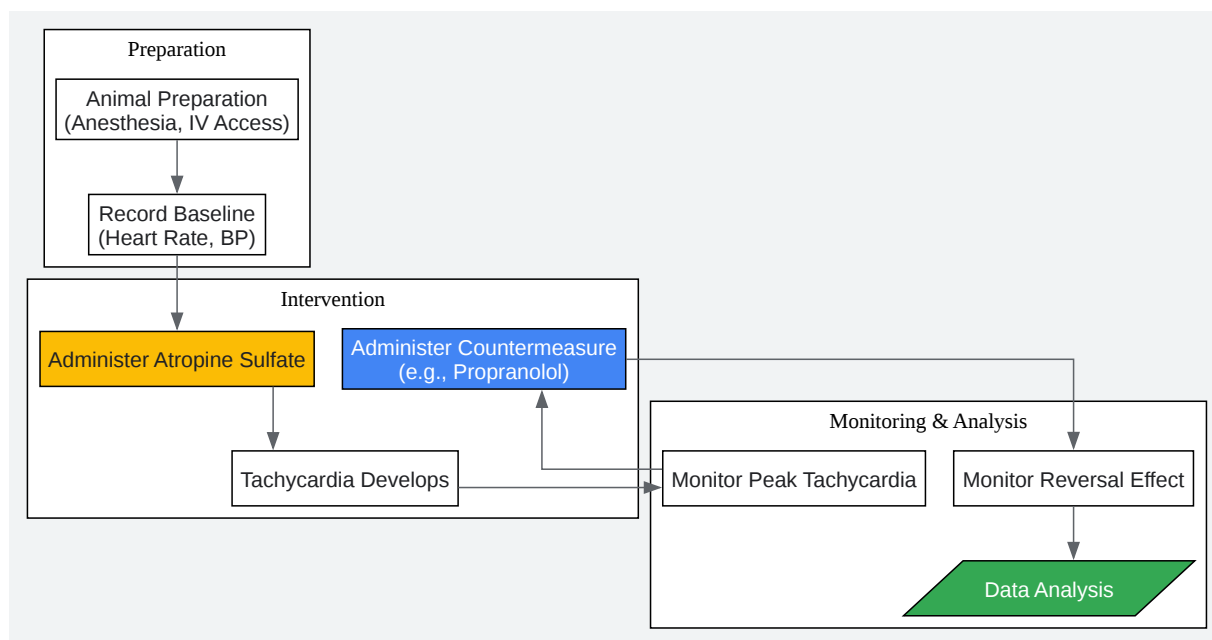 Preparation
Animal Preparation
(Anesthesia, IV Access)
Record Baseline
(Heart Rate, BP)
Intervention
Administer Atropine Sulfate
Administer Countermeasure
(e.g., Propranolol)
Tachycardia Develops
Monitoring & Analysis
Monitor Peak Tachycardia
Monitor Reversal Effect
Data Analysis